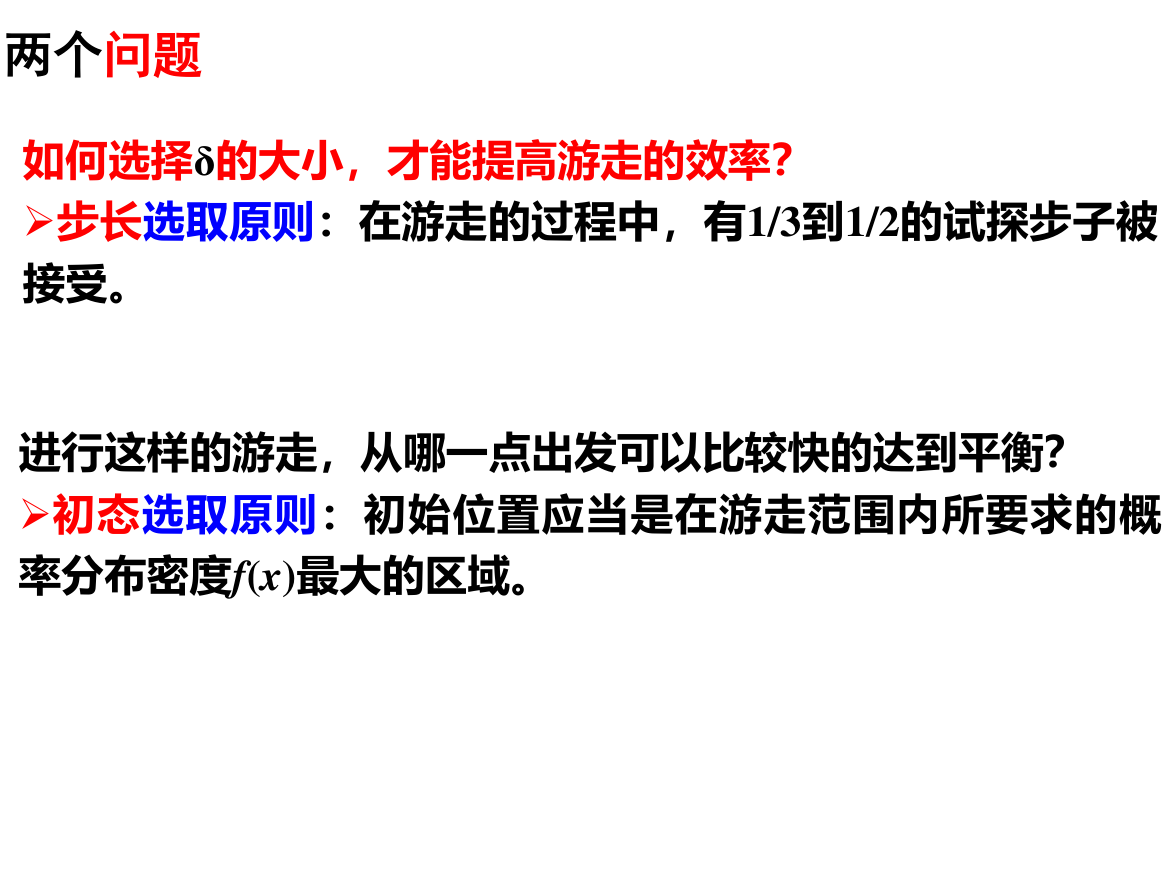 两个问题
如何选择δ的大小，才能提高游走的效率？
➢步长选取原则：在游走的过程中，有1/3到1/2的试探步子被
接受。
进行这样的游走，从哪一点出发可以比较快的达到平衡？
➢初态选取原则：初始位置应当是在游走范围内所要求的概
率分布密度f(x)最大的区域。